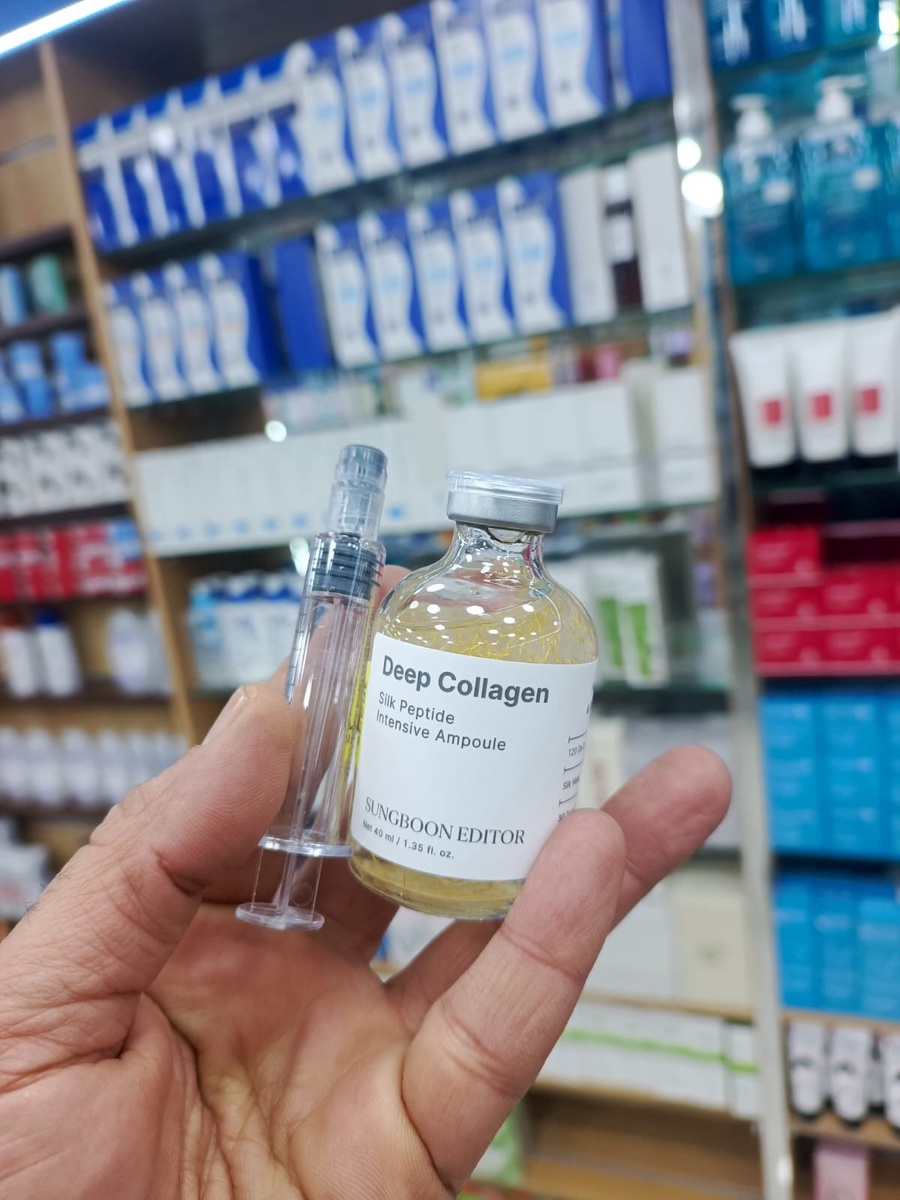 Deep Collagen
Silk Peptide
Intensive Ampoule
SUNGBOON EDITOR
Net 40 ml / 1.35 fl. oz.